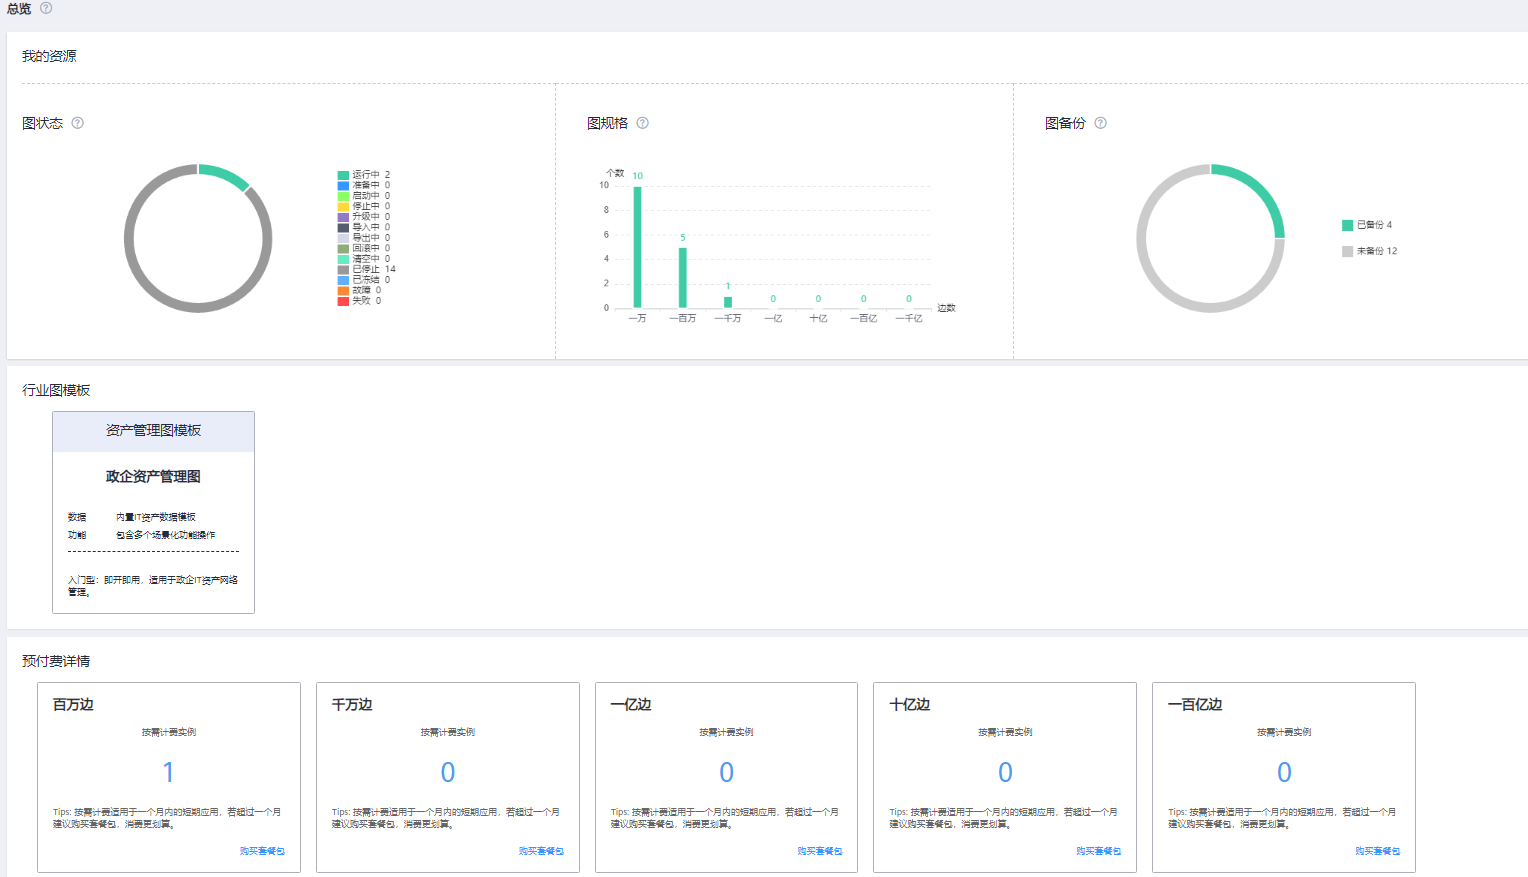 总览
我的资源
图状态
运行中 2
准备中 0
启动中 0
停止中 0
升级中 0
导入中 0
导出中 0
回滚中 0
清空中 0
已停止 14
已冻结 0
故障 0
失败 0
图规格
个数
10
8
6
4
2
0
10
5
1
0
0
0
0
一万
一百万
一千万
一亿
十亿
一百亿
一千亿
边数
图备份
已备份 4
未备份 12
行业图模板
资产管理图模板
政企资产管理图
数据 内置IT资产数据模板
功能 包含多个场景化功能操作
入门型：即开即用，适用于政企IT资产网络
管理。
预付费详情
百万边
按需计费实例
1
Tips: 按需计费适用于一个月内的短期应用，若超过一个月
建议购买套餐包，消费更划算。
购买套餐包
千万边
按需计费实例
0
Tips: 按需计费适用于一个月内的短期应用，若超过一个月
建议购买套餐包，消费更划算。
购买套餐包
一亿边
按需计费实例
0
Tips: 按需计费适用于一个月内的短期应用，若超过一个月
建议购买套餐包，消费更划算。
购买套餐包
十亿边
按需计费实例
0
Tips: 按需计费适用于一个月内的短期应用，若超过一个月
建议购买套餐包，消费更划算。
购买套餐包
一百亿边
按需计费实例
0
Tips: 按需计费适用于一个月内的短期应用，若超过一个月
建议购买套餐包，消费更划算。
购买套餐包